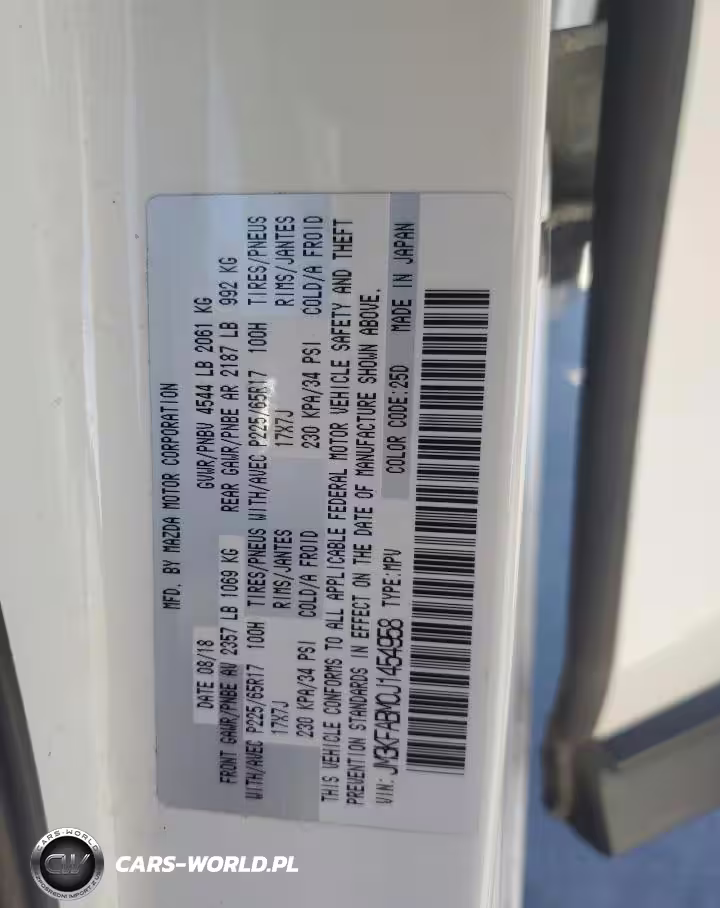 MFD. BY MAZDA MOTOR CORPORATION
DATE 08/18 GVWR/PNBV 4544 LB 2061 KG
FRONT GAWR/PNBE AV 2357 LB 1069 KG REAR GAWR/PNBE AR 2187 LB 992 KG
WITH/AVEC P225/65R17 100H TIRES/PNEUS WITH/AVEC P225/65R17 100H TIRES/PNEUS
17X7J RIMS/JANTES 17X7J RIMS/JANTES
230 KPA/34 PSI COLD/A FROID 230 KPA/34 PSI COLD/A FROID
THIS VEHICLE CONFORMS TO ALL APPLICABLE FEDERAL MOTOR VEHICLE SAFETY AND THEFT
PREVENTION STANDARDS IN EFFECT ON THE DATE OF MANUFACTURE SHOWN ABOVE.
VIN: JM3KFABM0J1454958 TYPE:MPV COLOR CODE:25D MADE IN JAPAN
CARS-WORLD
CW
CARS-WORLD.PL